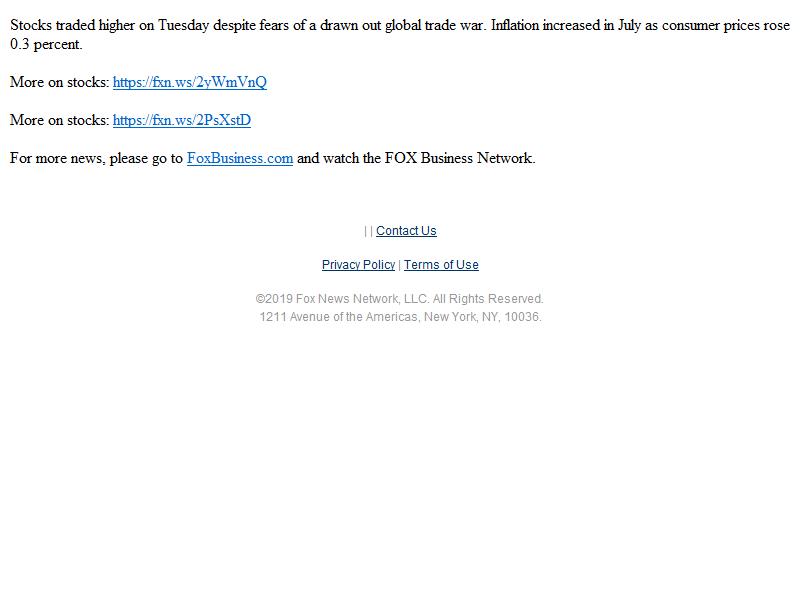 Stocks traded higher on Tuesday despite fears of a drawn out global trade war. Inflation increased in July as consumer prices rose
0.3 percent.
More on stocks: https://fxn.ws/2yWmVnQ
More on stocks: https://fxn.ws/2PsXstD
For more news, please go to FoxBusiness.com and watch the FOX Business Network.
| | Contact Us
Privacy Policy | Terms of Use
©2019 Fox News Network, LLC. All Rights Reserved.
1211 Avenue of the Americas, New York, NY, 10036.